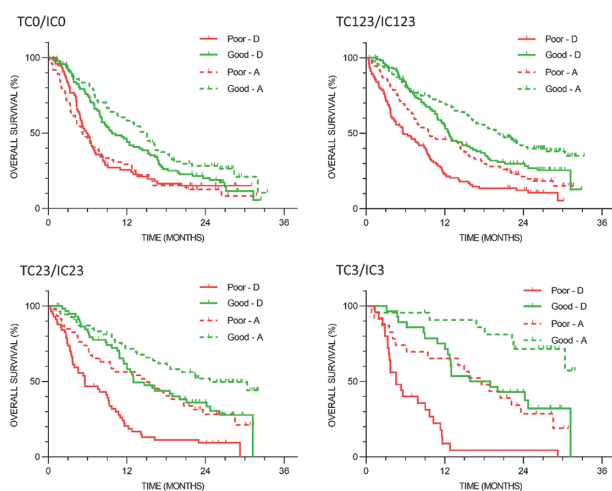 TC0/IC0
Poor - D
Good - D
Poor - A
Good - A
100
50
0
OVERALL SURVIVAL (%)
0 12 24 36
TIME (MONTHS)
TC123/IC123
Poor - D
Good - D
Poor - A
Good - A
100
50
0
OVERALL SURVIVAL (%)
0 12 24 36
TIME (MONTHS)
TC23/IC23
Poor - D
Good - D
Poor - A
Good - A
100
50
0
OVERALL SURVIVAL (%)
0 12 24 36
TIME (MONTHS)
TC3/IC3
Poor - D
Good - D
Poor - A
Good - A
100
50
0
OVERALL SURVIVAL (%)
0 12 24 36
TIME (MONTHS)